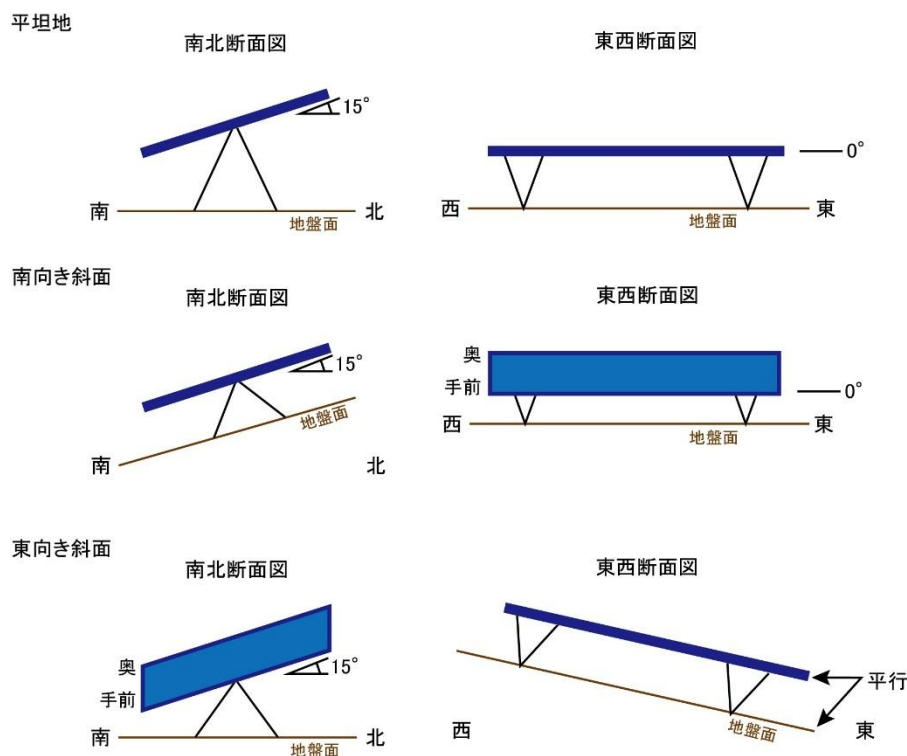 平坦地
南北断面図
東西断面図
15°
0°
南
北
地盤面
西
東
地盤面
南向き斜面
南北断面図
東西断面図
15°
奥
手前
0°
地盤面
南
北
西
東
地盤面
東向き斜面
南北断面図
東西断面図
奥
手前
15°
平行
南
北
地盤面
西
東
地盤面